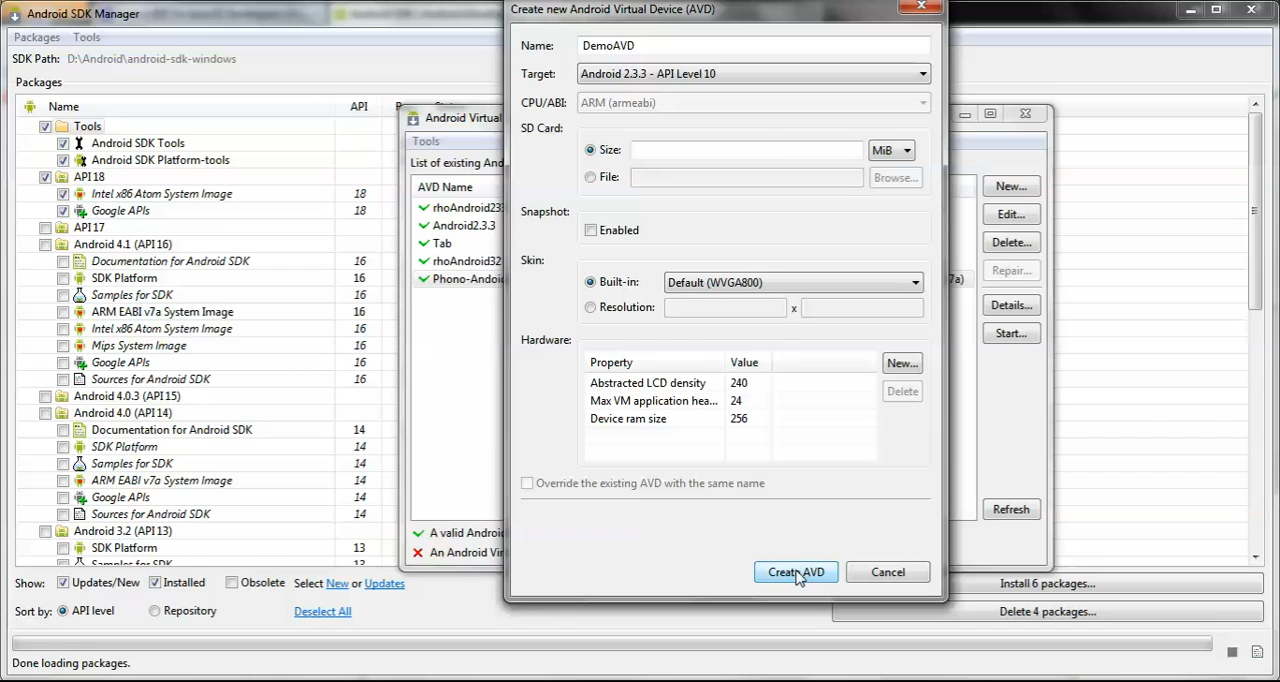 Android SDK Manager
Packages Tools
SDK Path: D:\Android\android-sdk-windows
Packages
Name API
Tools
Android SDK Tools
Android SDK Platform-tools
API 18
Intel x86 Atom System Image 18
Google APIs 18
API 17
Android 4.1 (API 16)
Documentation for Android SDK 16
SDK Platform 16
Samples for SDK 16
ARM EABI v7a System Image 16
Intel x86 Atom System Image 16
Mips System Image 16
Google APIs 16
Sources for Android SDK 16
Android 4.0.3 (API 15)
Android 4.0 (API 14)
Documentation for Android SDK 14
SDK Platform 14
Samples for SDK 14
ARM EABI v7a System Image 14
Google APIs 14
Sources for Android SDK 14
Android 3.2 (API 13)
SDK Platform 13
Samples for SDK 13
Show: Updates/New Installed Obsolete Select New or Updates
Sort by: API level Repository Deselect All
Install 6 packages...
Delete 4 packages...
Done loading packages.
Android Virtual
Tools
List of existing And
AVD Name
rhoAndroid23
Android2.3.3
Tab
rhoAndroid32
Phono-Andoi
7a)
A valid Androi
An Android Vir
New...
Edit...
Delete...
Repair...
Details...
Start...
Refresh
Create new Android Virtual Device (AVD)
Name: DemoAVD
Target: Android 2.3.3 - API Level 10
CPU/ABI: ARM (armeabi)
SD Card:
Size: MiB
File: Browse...
Snapshot:
Enabled
Skin:
Built-in: Default (WVGA800)
Resolution: x
Hardware:
Property Value New...
Abstracted LCD density 240
Delete
Max VM application hea... 24
Device ram size 256
Override the existing AVD with the same name
Create AVD Cancel